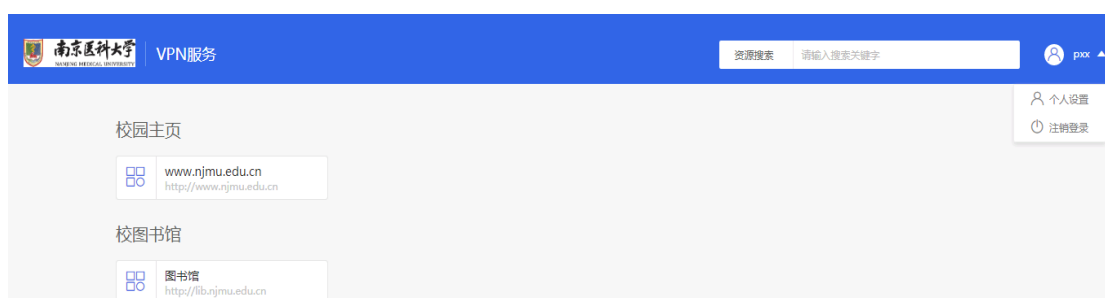 南京医科大学
NANJING MEDICAL UNIVERSITY
VPN服务
资源搜索
请输入搜索关键字
pxx
个人设置
注销登录
校园主页
www.njmu.edu.cn
http://www.njmu.edu.cn
校图书馆
图书馆
http://lib.njmu.edu.cn